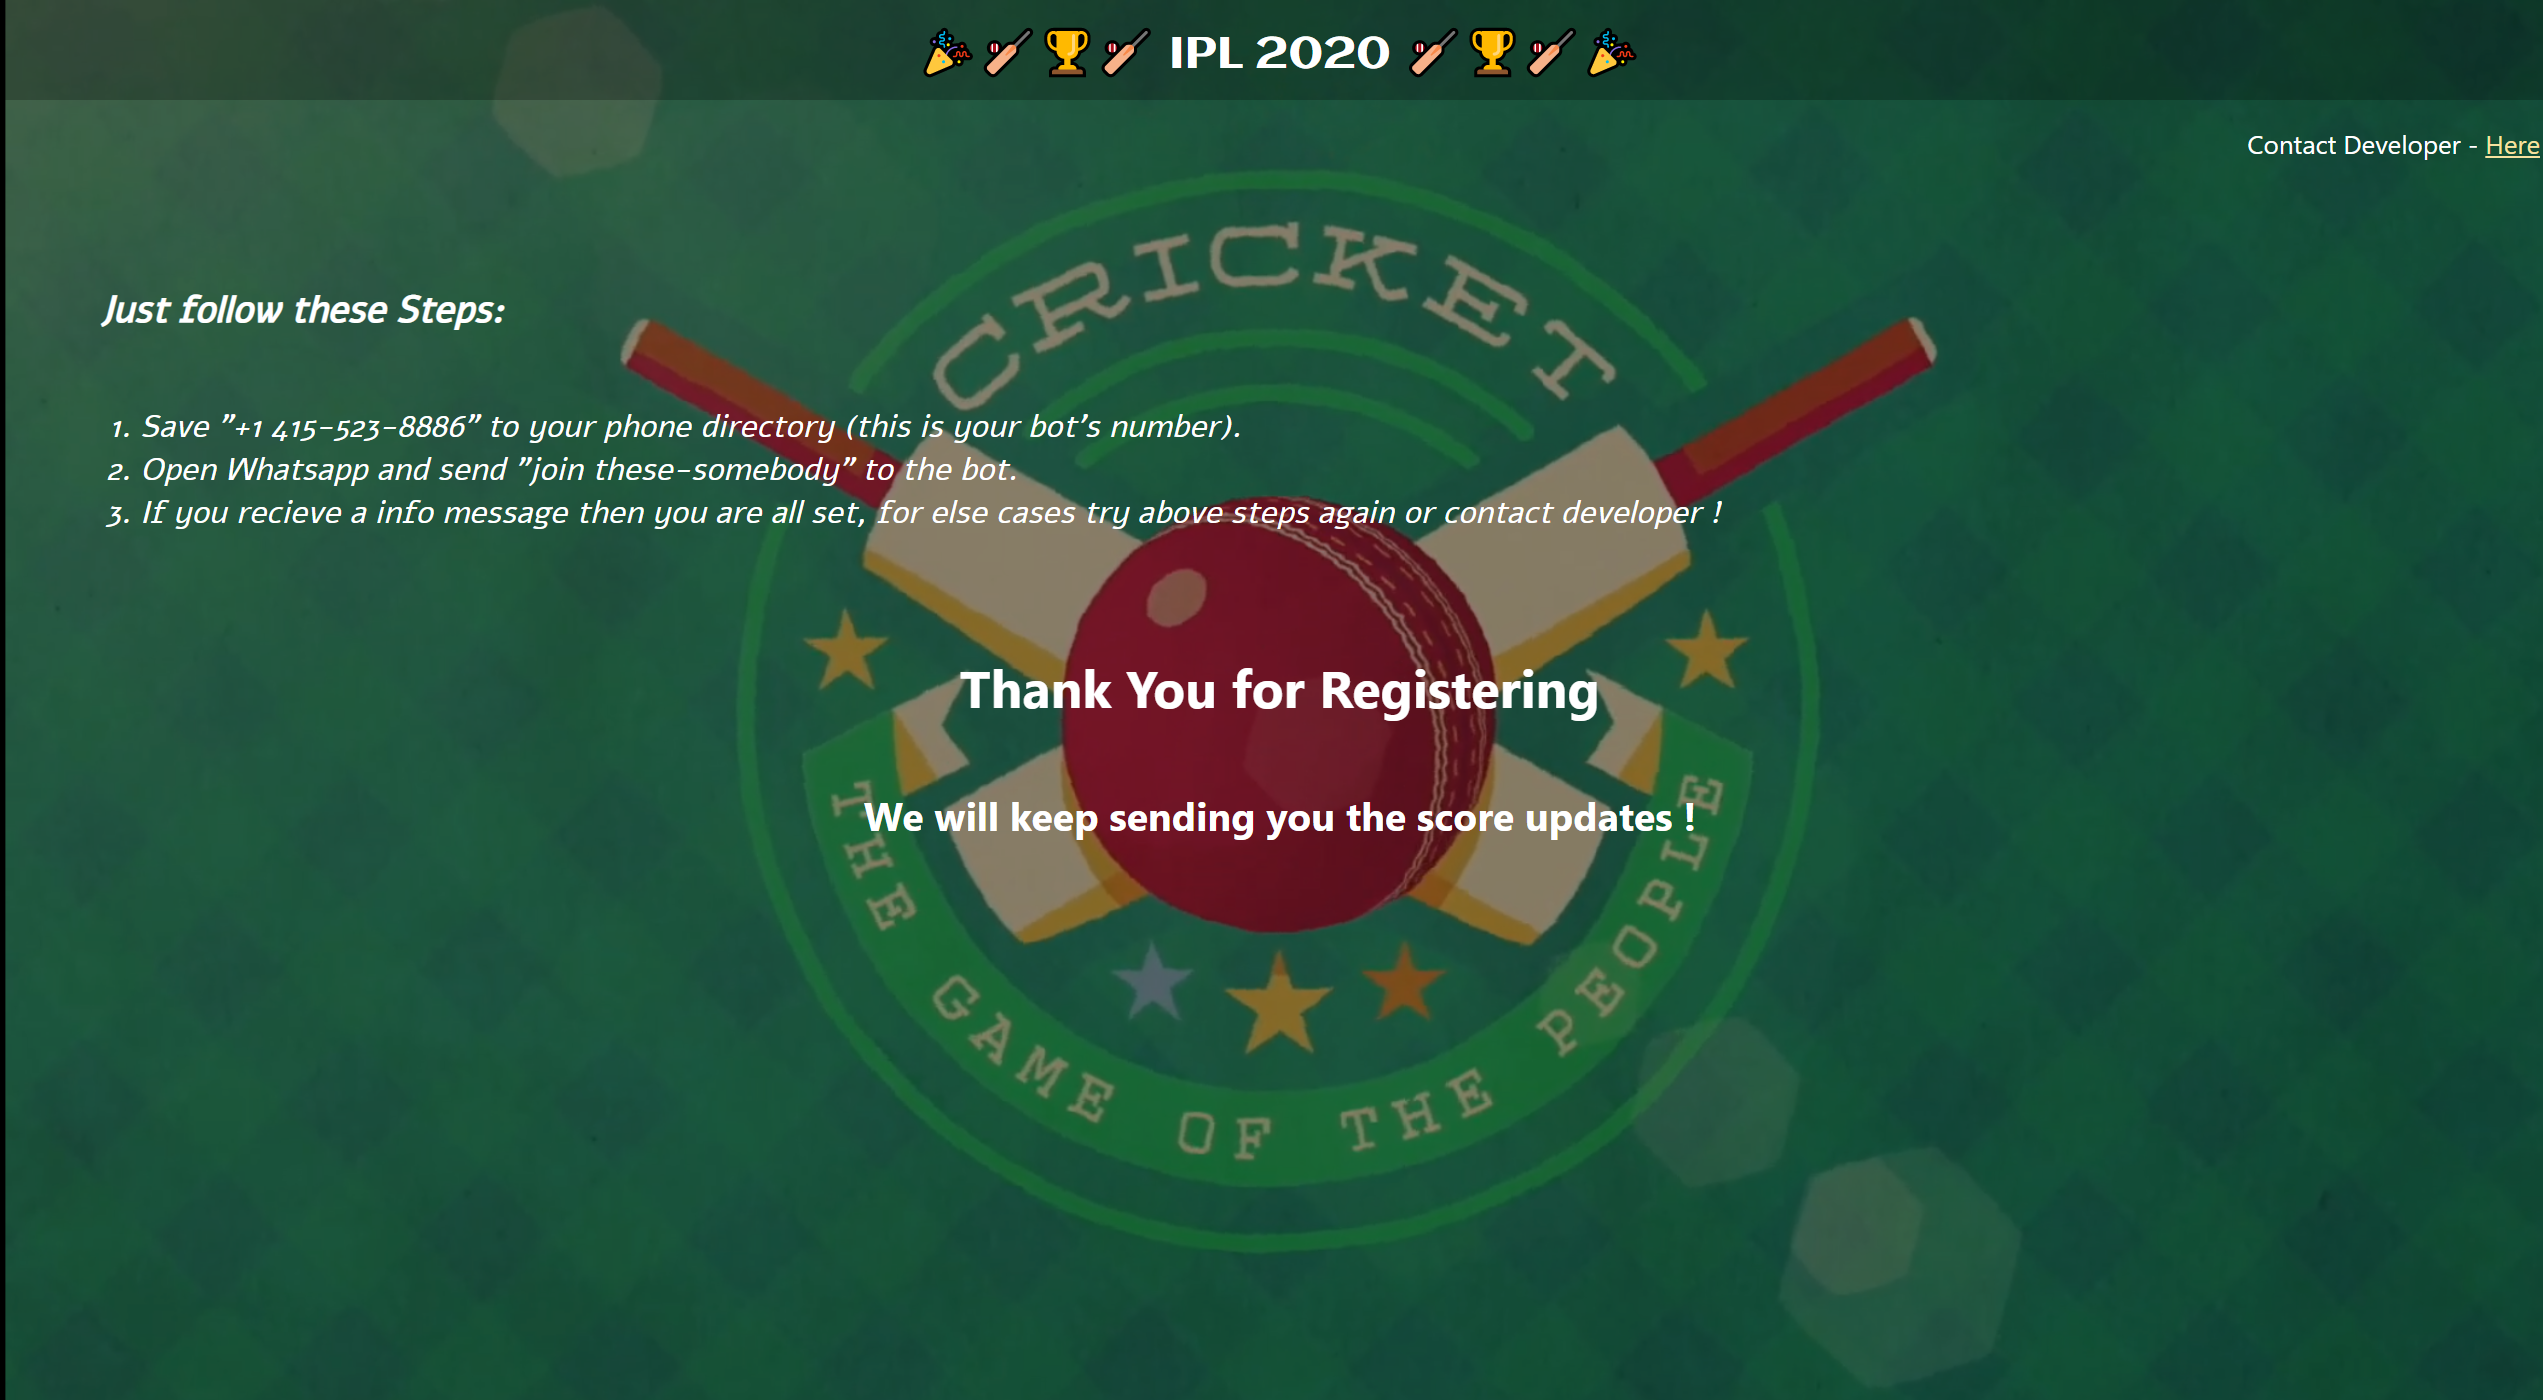 🎉 🏏 🏆 🏏 IPL 2020 🏏 🏆 🏏 🎉
Contact Developer - Here
CRICKET
Just follow these Steps:
1. Save "+1 415-523-8886" to your phone directory (this is your bot's number).
2. Open Whatsapp and send "join these-somebody" to the bot.
3. If you recieve a info message then you are all set, for else cases try above steps again or contact developer !
Thank You for Registering
We will keep sending you the score updates !
THE GAME OF THE PEOPLE